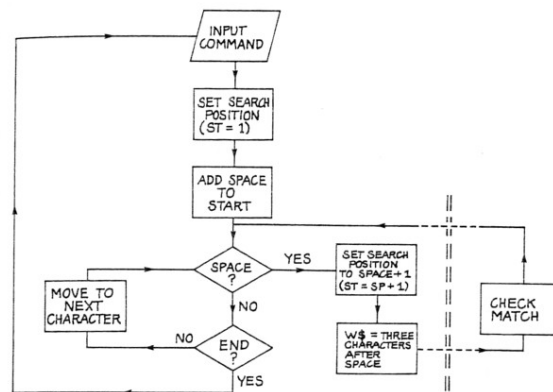 INPUT
COMMAND
SET SEARCH
POSITION
(ST = 1)
ADD SPACE
TO
START
SPACE
?
YES
SET SEARCH
POSITION
TO SPACE+1
(ST = SP+1)
MOVE TO
NEXT
CHARACTER
NO
CHECK
MATCH
NO
END
?
W$ = THREE
CHARACTERS
AFTER
SPACE
YES